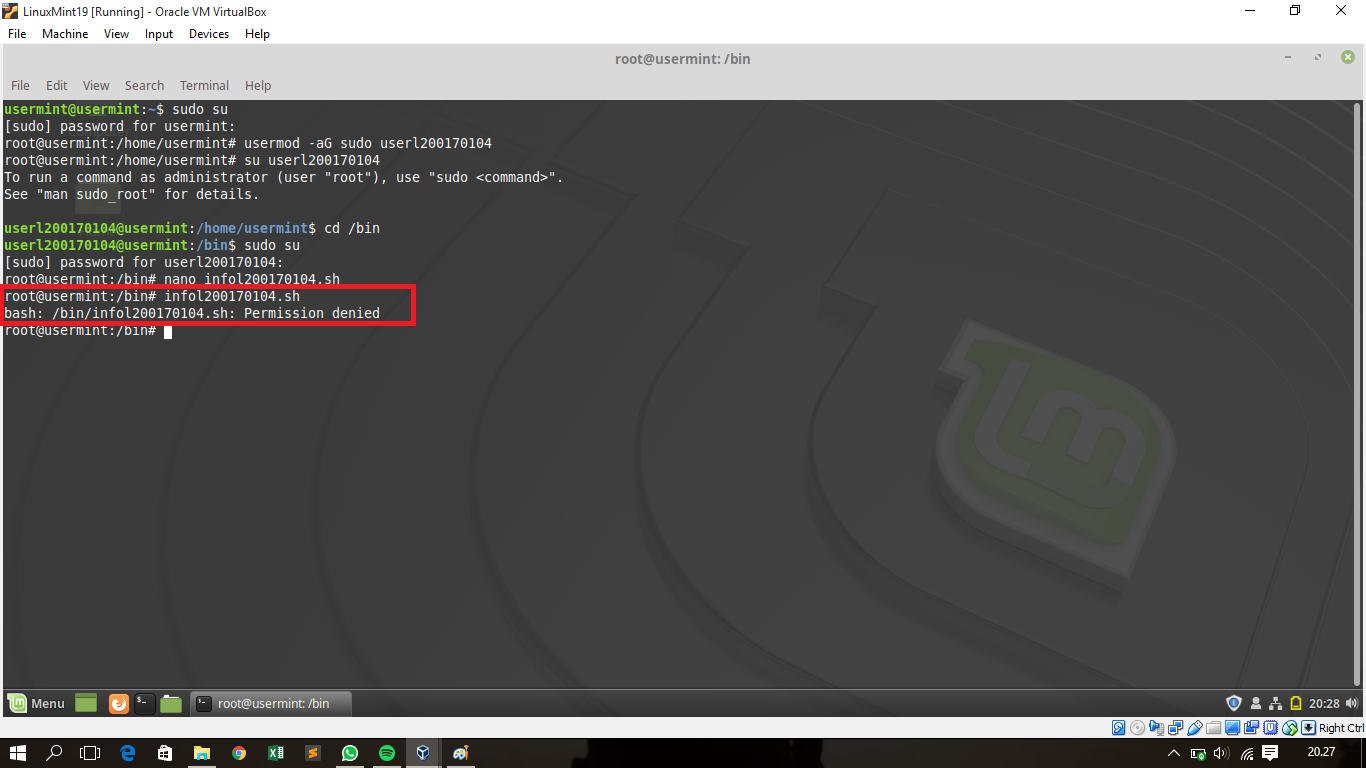 LinuxMint19 [Running] - Oracle VM VirtualBox
File Machine View Input Devices Help
root@usermint: /bin
File Edit View Search Terminal Help
usermint@usermint:~$ sudo su
[sudo] password for usermint:
root@usermint:/home/usermint# usermod -aG sudo userl200170104
root@usermint:/home/usermint# su userl200170104
To run a command as administrator (user "root"), use "sudo <command>".
See "man sudo_root" for details.
userl200170104@usermint:/home/usermint$ cd /bin
userl200170104@usermint:/bin$ sudo su
[sudo] password for userl200170104:
root@usermint:/bin# nano infol200170104.sh
root@usermint:/bin# infol200170104.sh
bash: /bin/infol200170104.sh: Permission denied
root@usermint:/bin#
Menu root@usermint: /bin 20:28
Right Ctrl
20.27